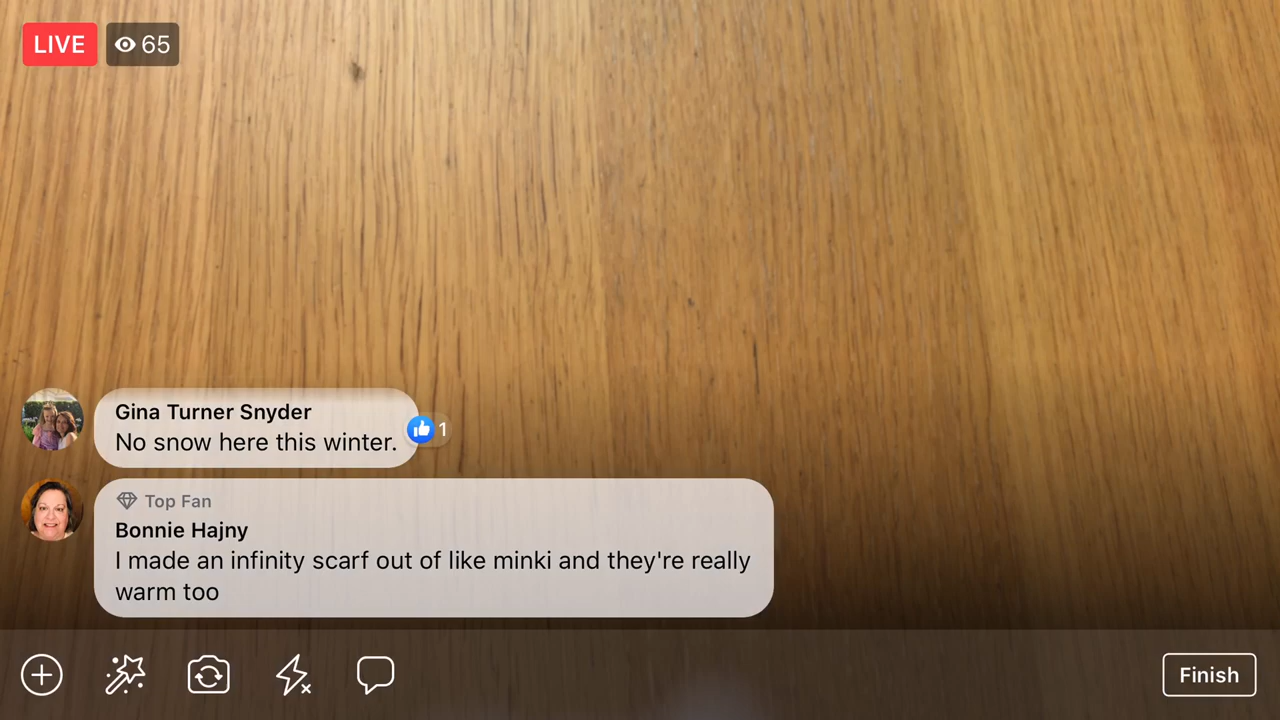 LIVE
65
Gina Turner Snyder
No snow here this winter.
1
Top Fan
Bonnie Hajny
I made an infinity scarf out of like minki and they're really
warm too
Finish